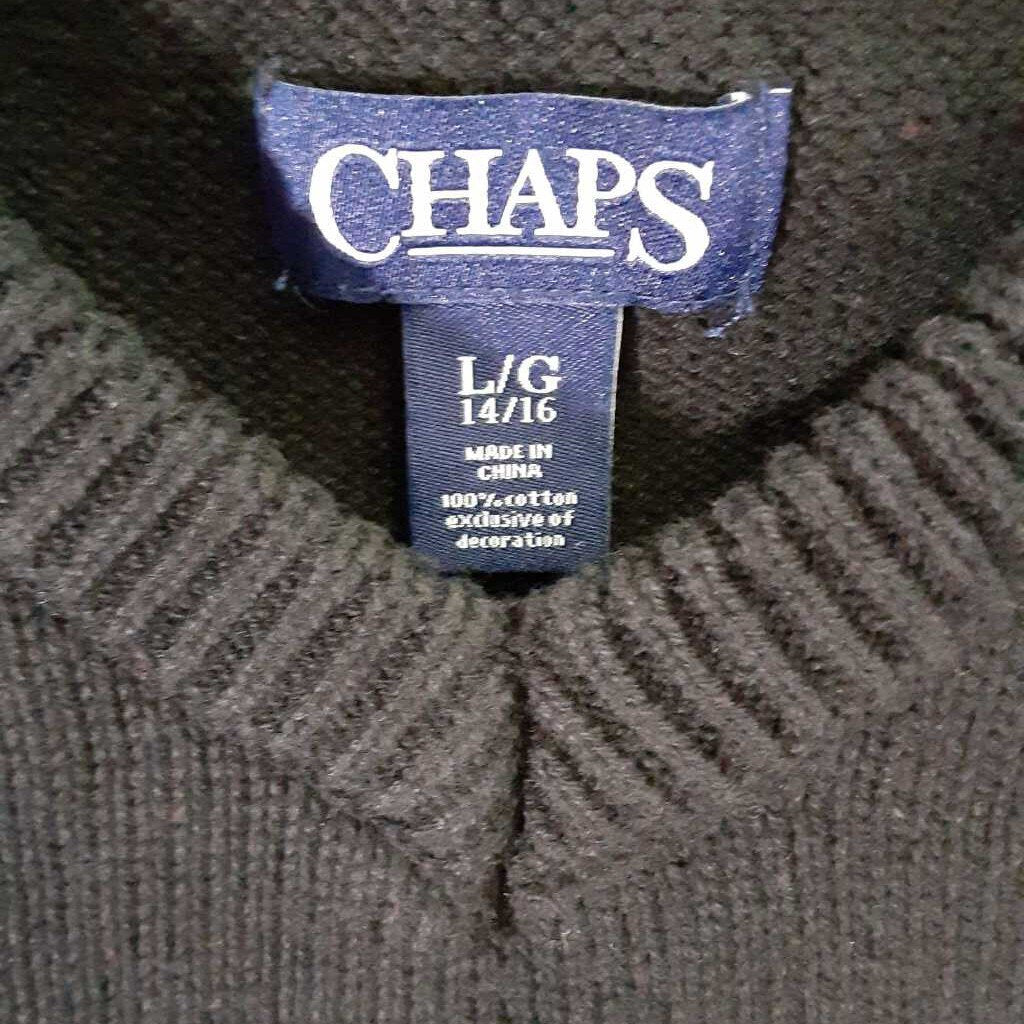 CHAPS
L/G
14/16
MADE IN
CHINA
100% cotton
exclusive of
decoration